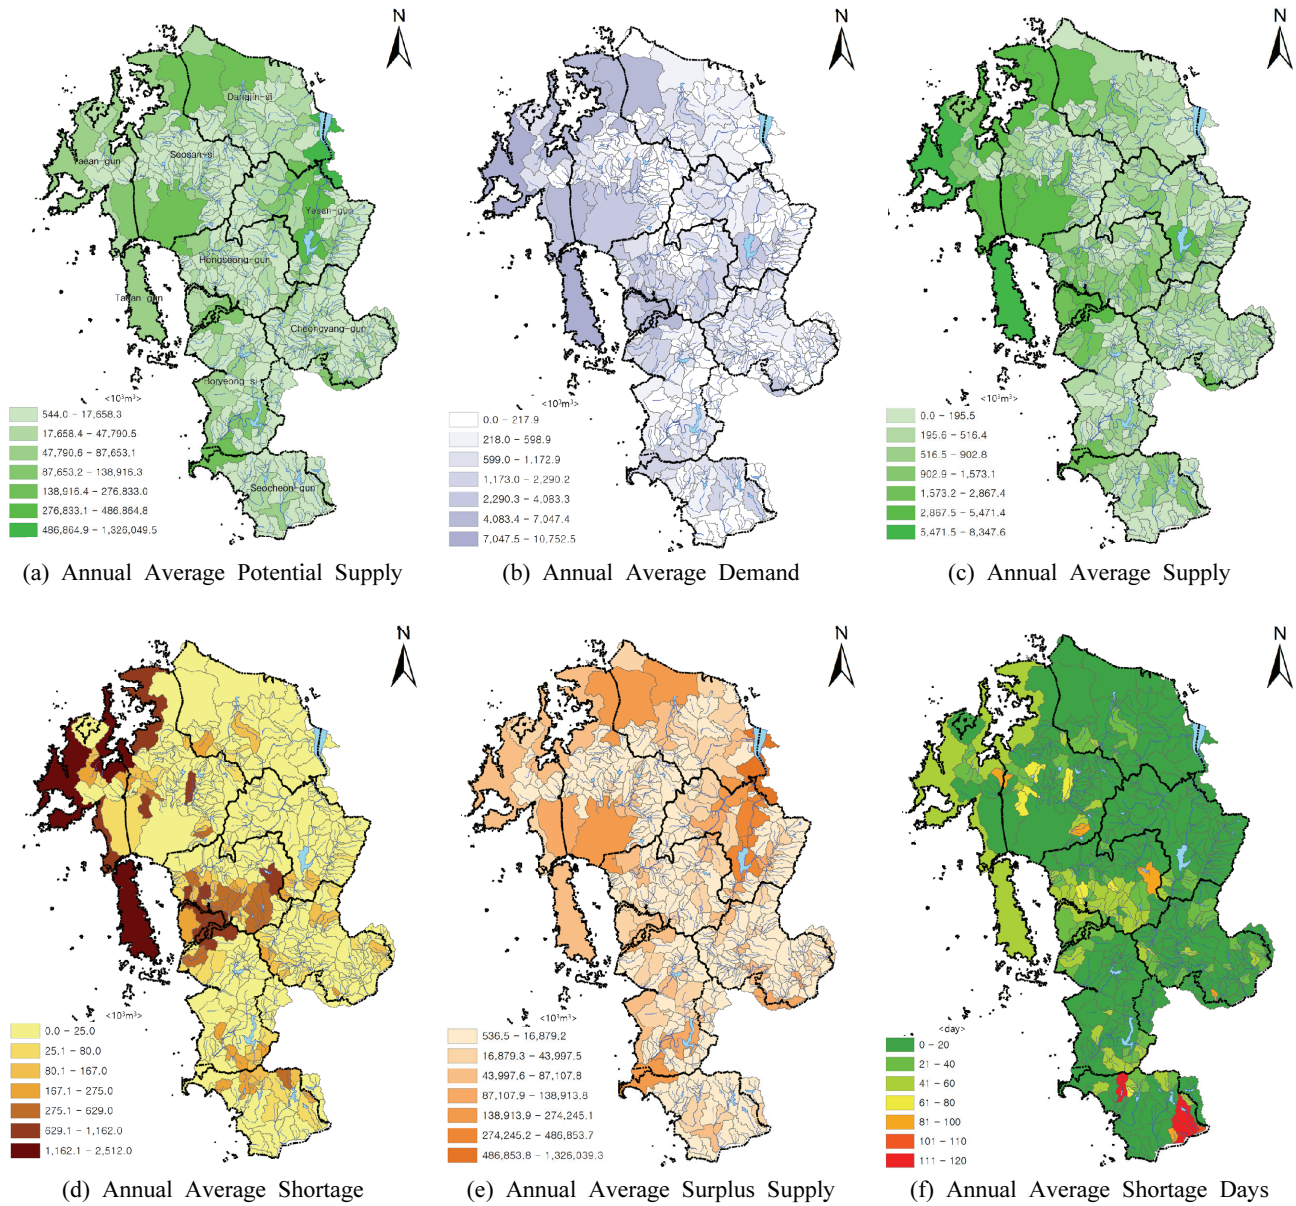 N
Dangjin-si
Seosan-si
Taean-gun
Yesan-gun
Hongseong-gun
Taean-gun
Cheongyang-gun
Boryeong-si
Seocheon-gun
<10³m³>
544.0 - 17,658.3
17,658.4 - 47,790.5
47,790.6 - 87,653.1
87,653.2 - 138,916.3
138,916.4 - 276,833.0
276,833.1 - 486,864.8
486,864.9 - 1,326,049.5
(a) Annual Average Potential Supply
N
<10³m³>
0.0 - 217.9
218.0 - 598.9
599.0 - 1,172.9
1,173.0 - 2,290.2
2,290.3 - 4,083.3
4,083.4 - 7,047.4
7,047.5 - 10,752.5
(b) Annual Average Demand
N
<10³m³>
0.0 - 195.5
195.6 - 516.4
516.5 - 902.8
902.9 - 1,573.1
1,573.2 - 2,867.4
2,867.5 - 5,471.4
5,471.5 - 8,347.6
(c) Annual Average Supply
N
<10³m³>
0.0 - 25.0
25.1 - 80.0
80.1 - 167.0
167.1 - 275.0
275.1 - 629.0
629.1 - 1,162.0
1,162.1 - 2,512.0
(d) Annual Average Shortage
N
<10³m³>
536.5 - 16,879.2
16,879.3 - 43,997.5
43,997.6 - 87,107.8
87,107.9 - 138,913.8
138,913.9 - 274,245.1
274,245.2 - 486,853.7
486,853.8 - 1,326,039.3
(e) Annual Average Surplus Supply
N
<day>
0 - 20
21 - 40
41 - 60
61 - 80
81 - 100
101 - 110
111 - 120
(f) Annual Average Shortage Days